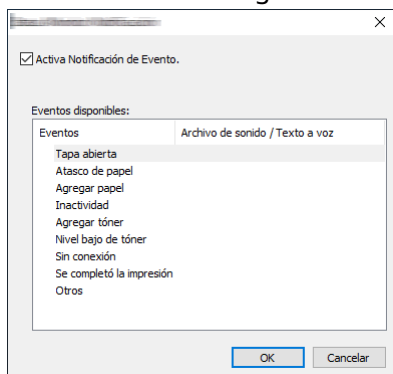 Activa Notificación de Evento.
Eventos disponibles:
Eventos Archivo de sonido / Texto a voz
Tapa abierta
Atasco de papel
Agregar papel
Inactividad
Agregar tóner
Nivel bajo de tóner
Sin conexión
Se completó la impresión
Otros
OK Cancelar